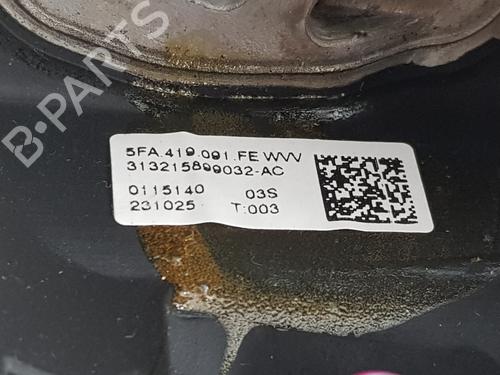 B-PARTS
5FA.419.091.FE WVV
313215899032-AC
0115140 03S
231025 T:003